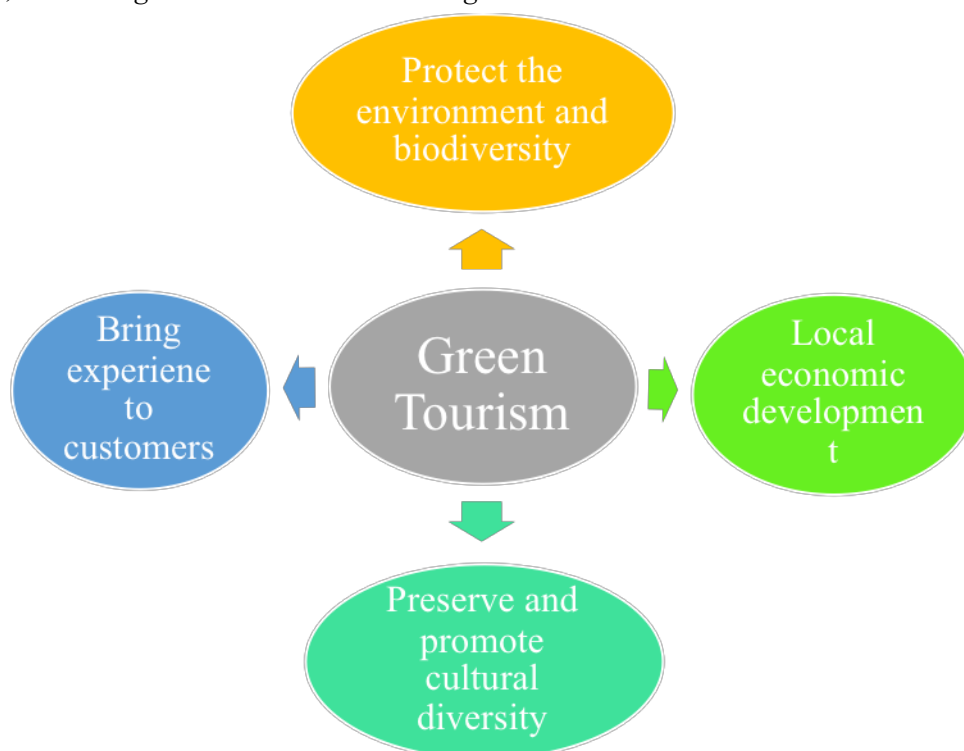 Protect the
environment and
biodiversity
Bring
experiene
to
customers
Green
Tourism
Local
economic
developmen
t
Preserve and
promote
cultural
diversity